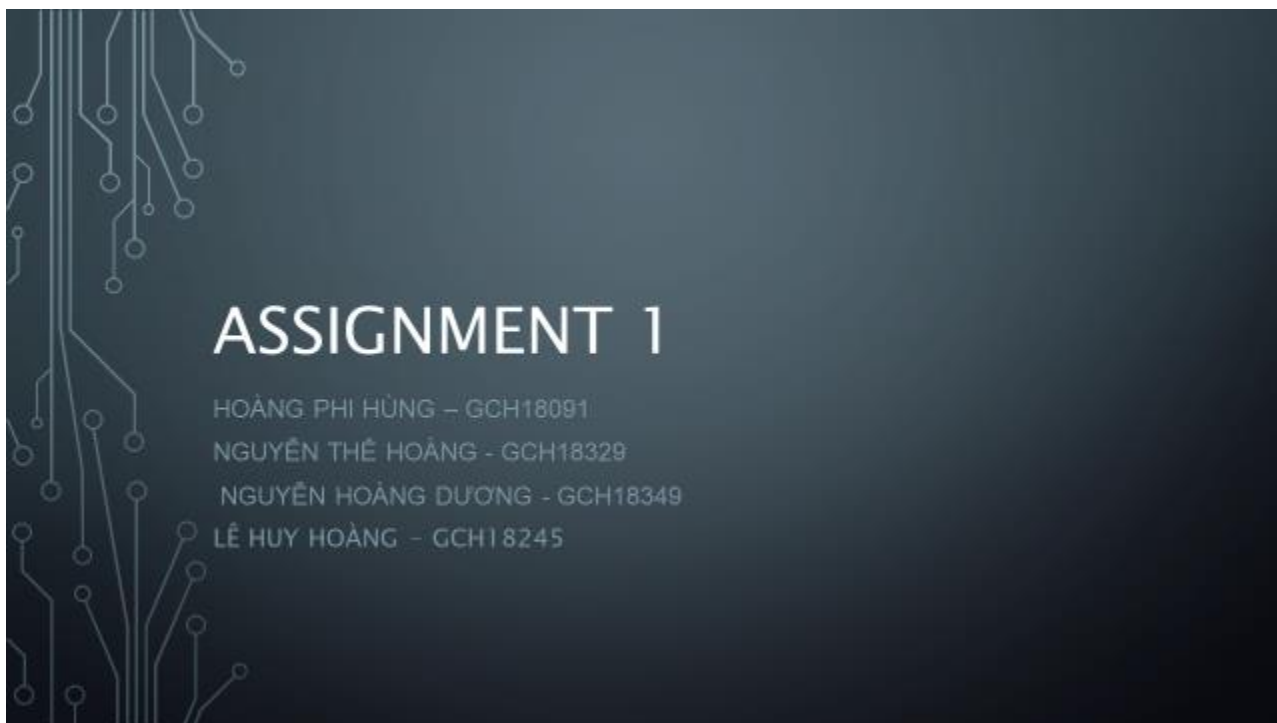 ASSIGNMENT 1
HOÀNG PHI HÙNG – GCH18091
NGUYỄN THẾ HOÀNG - GCH18329
NGUYỄN HOÀNG DƯƠNG - GCH18349
LÊ HUY HOÀNG – GCH18245